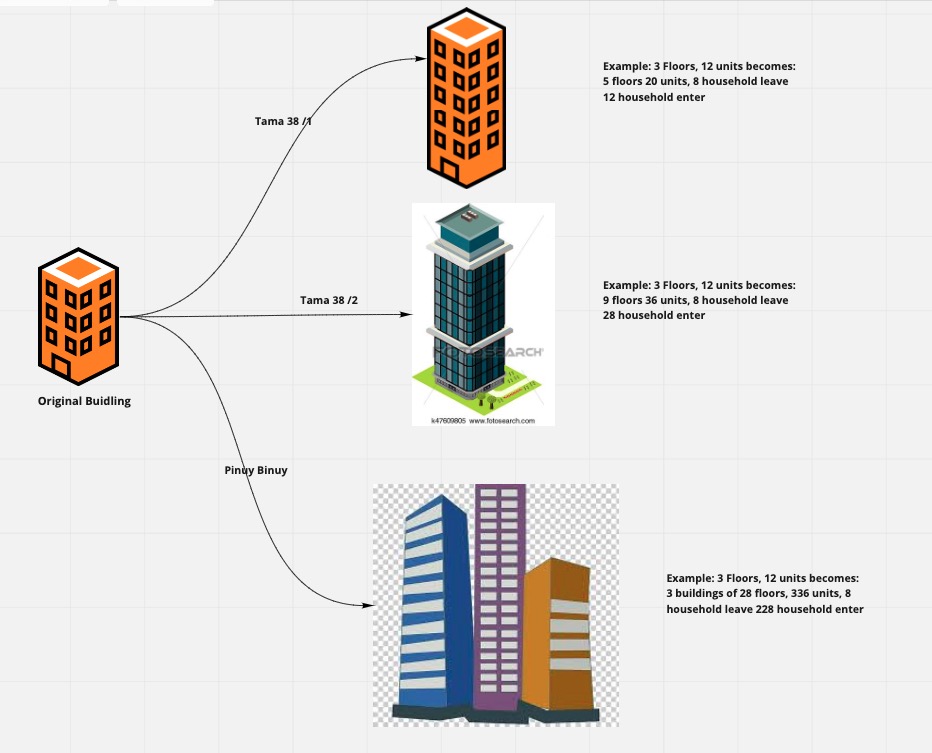 Example: 3 Floors, 12 units becomes:
5 floors 20 units, 8 household leave
12 household enter
Tama 38 /1
Example: 3 Floors, 12 units becomes:
9 floors 36 units, 8 household leave
28 household enter
Tama 38 /2
FOTOSEARCH
k47609805 www.fotosearch.com
Original Buidling
Pinuy Binuy
Example: 3 Floors, 12 units becomes:
3 buildings of 28 floors, 336 units, 8
household leave 228 household enter